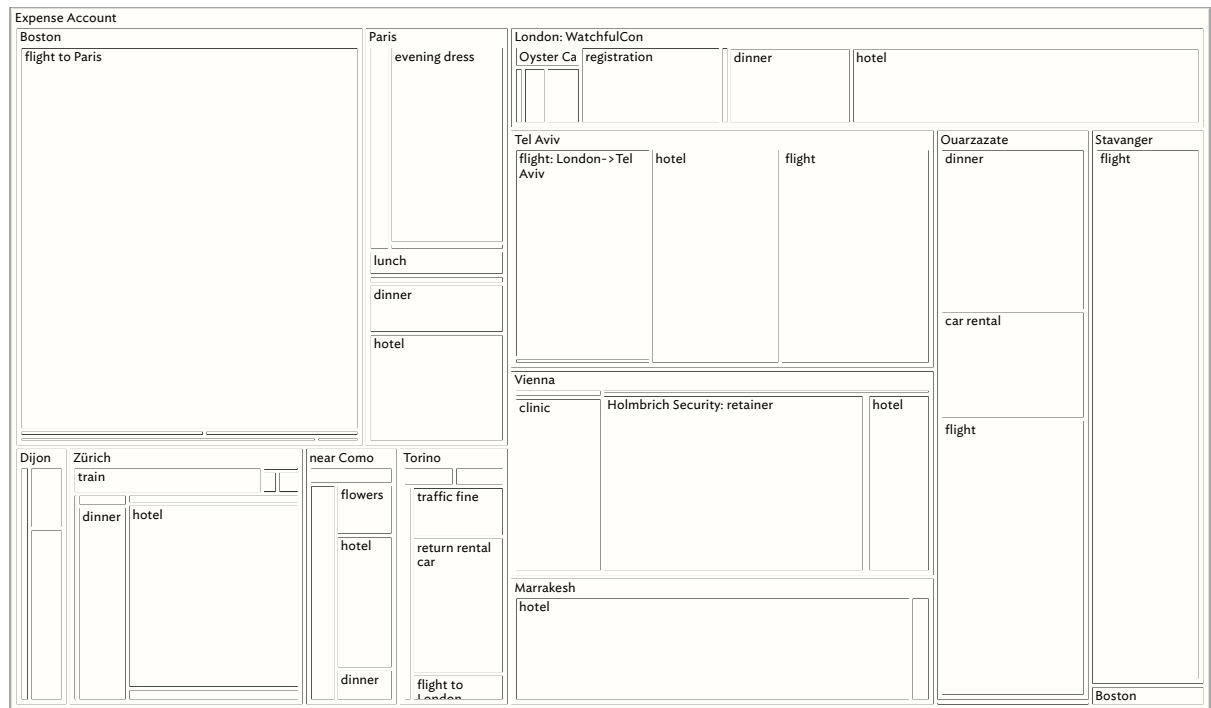 Expense Account
Boston
flight to Paris
Paris
evening dress
lunch
dinner
hotel
London: WatchfulCon
Oyster Ca
registration
dinner
hotel
Tel Aviv
flight: London->Tel
Aviv
hotel
flight
Ouarzazate
dinner
car rental
flight
Stavanger
flight
Vienna
clinic
Holmbrich Security: retainer
hotel
Dijon
Zürich
train
dinner
hotel
near Como
flowers
hotel
dinner
Torino
traffic fine
return rental
car
flight to
London
Marrakesh
hotel
Boston